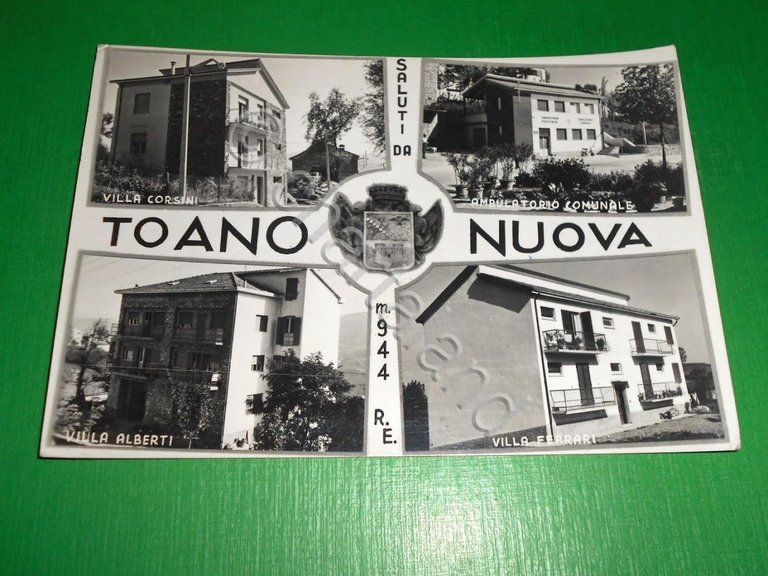 SALUTI DA
VILLA CORSINI
AMBULATORIO COMUNALE
TOANO NUOVA
m. 944 R.E.
VILLA ALBERTI
VILLA FERRARI